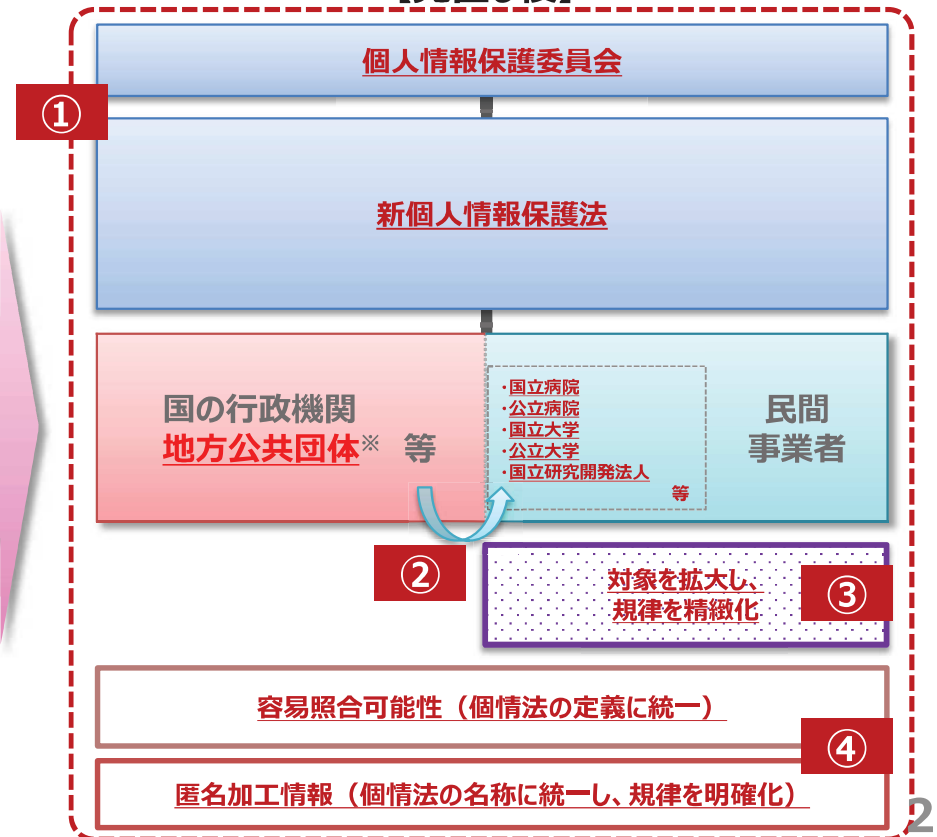 個人情報保護委員会
①
新個人情報保護法
国の行政機関
地方公共団体※ 等
・国立病院
・公立病院
・国立大学
・公立大学
・国立研究開発法人
等
民間
事業者
②
対象を拡大し、
規律を精緻化
③
容易照合可能性（個情法の定義に統一）
④
匿名加工情報（個情法の名称に統一し、規律を明確化）
2